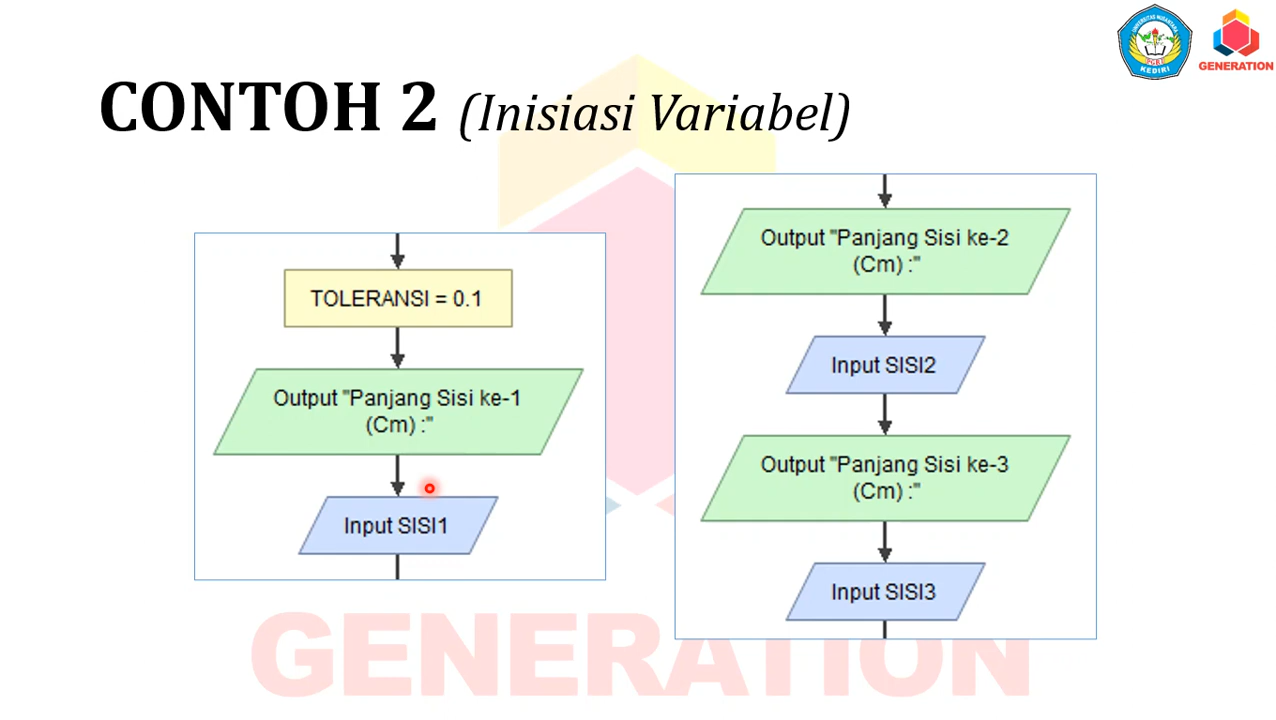 GENERATION
KEDIRI
CONTOH 2 (Inisiasi Variabel)
TOLERANSI = 0.1
Output "Panjang Sisi ke-1
(Cm) :"
Input SISI1
Output "Panjang Sisi ke-2
(Cm) :"
Input SISI2
Output "Panjang Sisi ke-3
(Cm) :"
Input SISI3
GENERATION